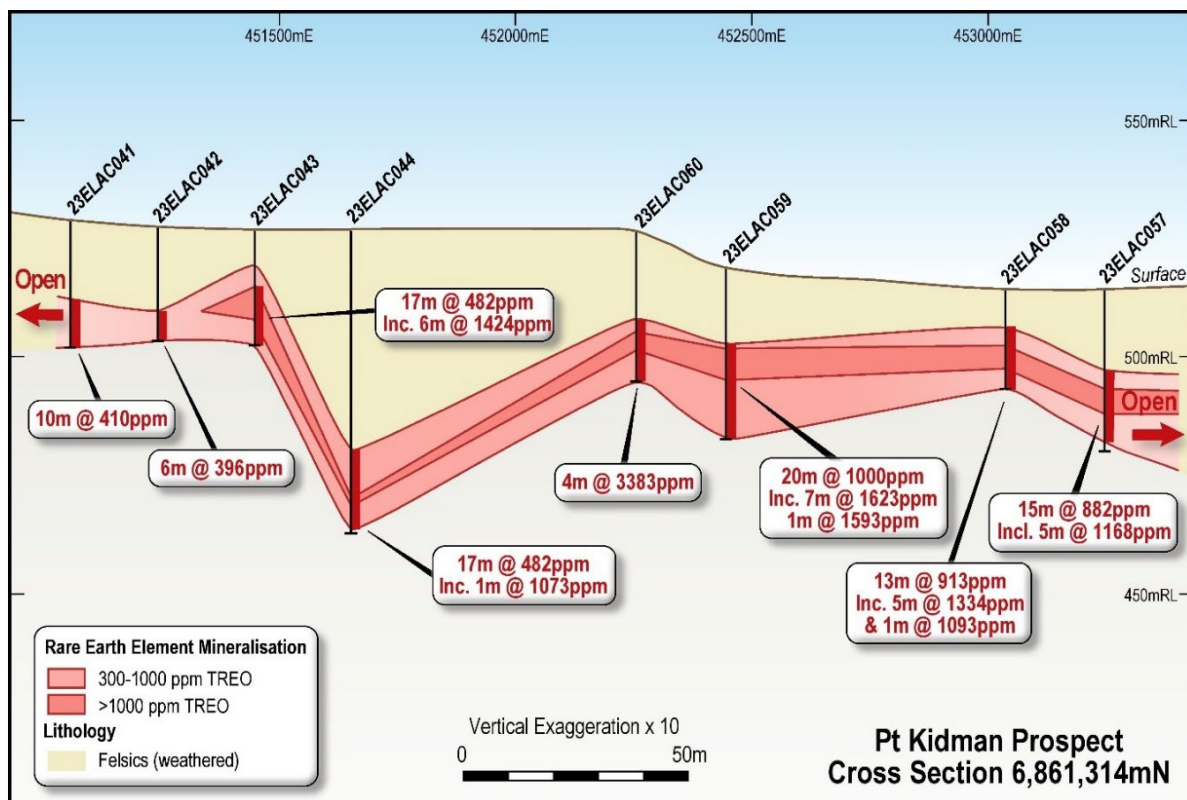 451500mE
452000mE
452500mE
453000mE
550mRL
23ELAC041
23ELAC042
23ELAC043
23ELAC044
23ELAC060
23ELAC059
23ELAC058
23ELAC057
Surface
Open
17m @ 482ppm
Inc. 6m @ 1424ppm
500mRL
Open
10m @ 410ppm
6m @ 396ppm
4m @ 3383ppm
20m @ 1000ppm
Inc. 7m @ 1623ppm
1m @ 1593ppm
15m @ 882ppm
Incl. 5m @ 1168ppm
17m @ 482ppm
Inc. 1m @ 1073ppm
13m @ 913ppm
Inc. 5m @ 1334ppm
& 1m @ 1093ppm
450mRL
Rare Earth Element Mineralisation
300-1000 ppm TREO
>1000 ppm TREO
Lithology
Felsics (weathered)
Vertical Exaggeration x 10
0 50m
Pt Kidman Prospect
Cross Section 6,861,314mN